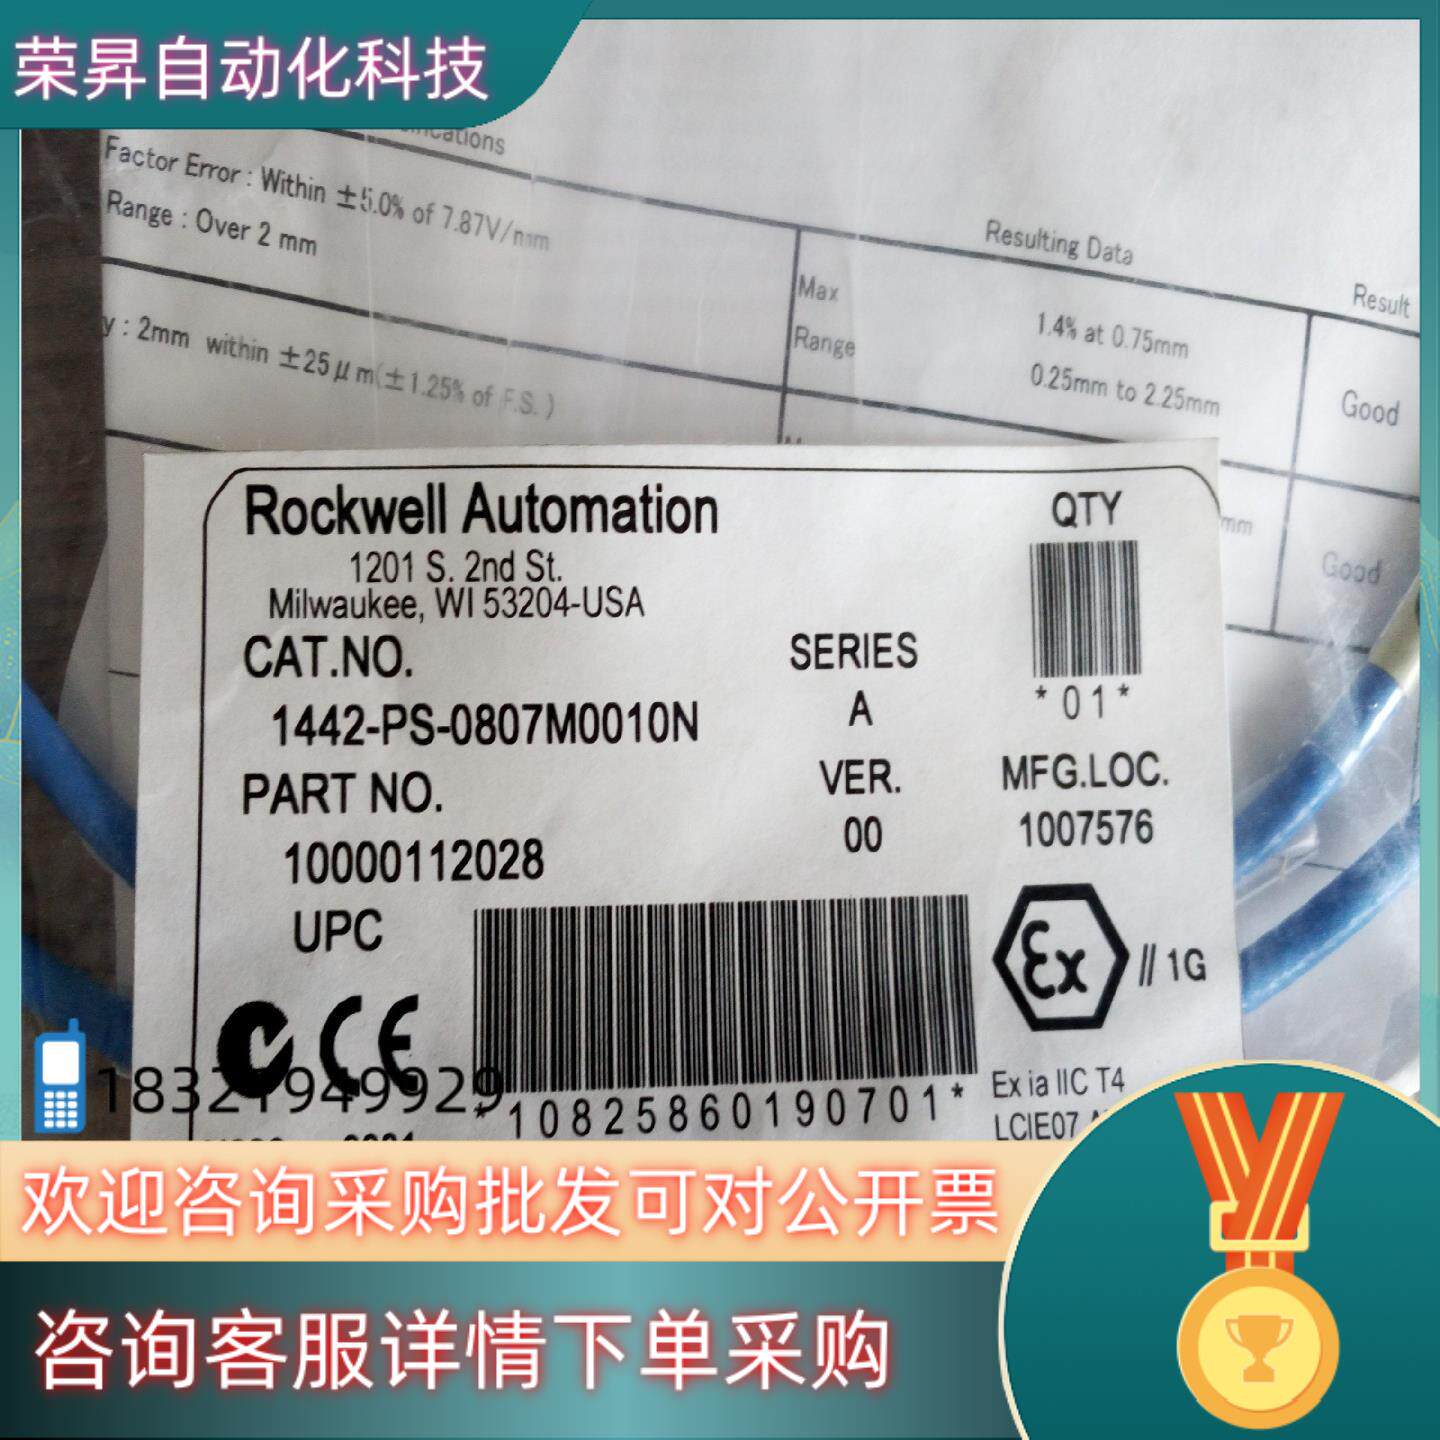 荣昇自动化科技
Factor Error : Within ±5.0% of 7.87V/mm
Range : Over 2 mm
Resulting Data
Result
Max
1.4% at 0.75mm
Range
0.25mm to 2.25mm
Good
y : 2mm within ±25μm(±1.25% of F.S.)
mm
Good
Rockwell Automation
1201 S. 2nd St.
Milwaukee, WI 53204-USA
QTY
*01*
CAT.NO.
SERIES
1442-PS-0807M0010N
A
PART NO.
VER.
MFG.LOC.
10000112028
00
1007576
UPC
Ex
II 1G
CE
*10825860190701*
Ex ia IIC T4
LCIE07
18321949929
欢迎咨询采购批发可对公开票
咨询客服详情下单采购